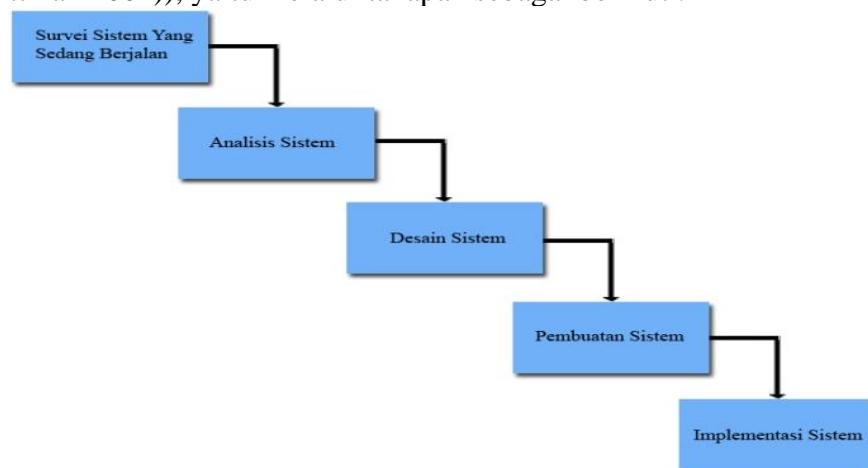 Survei Sistem Yang
Sedang Berjalan
Analisis Sistem
Desain Sistem
Pembuatan Sistem
Implementasi Sistem